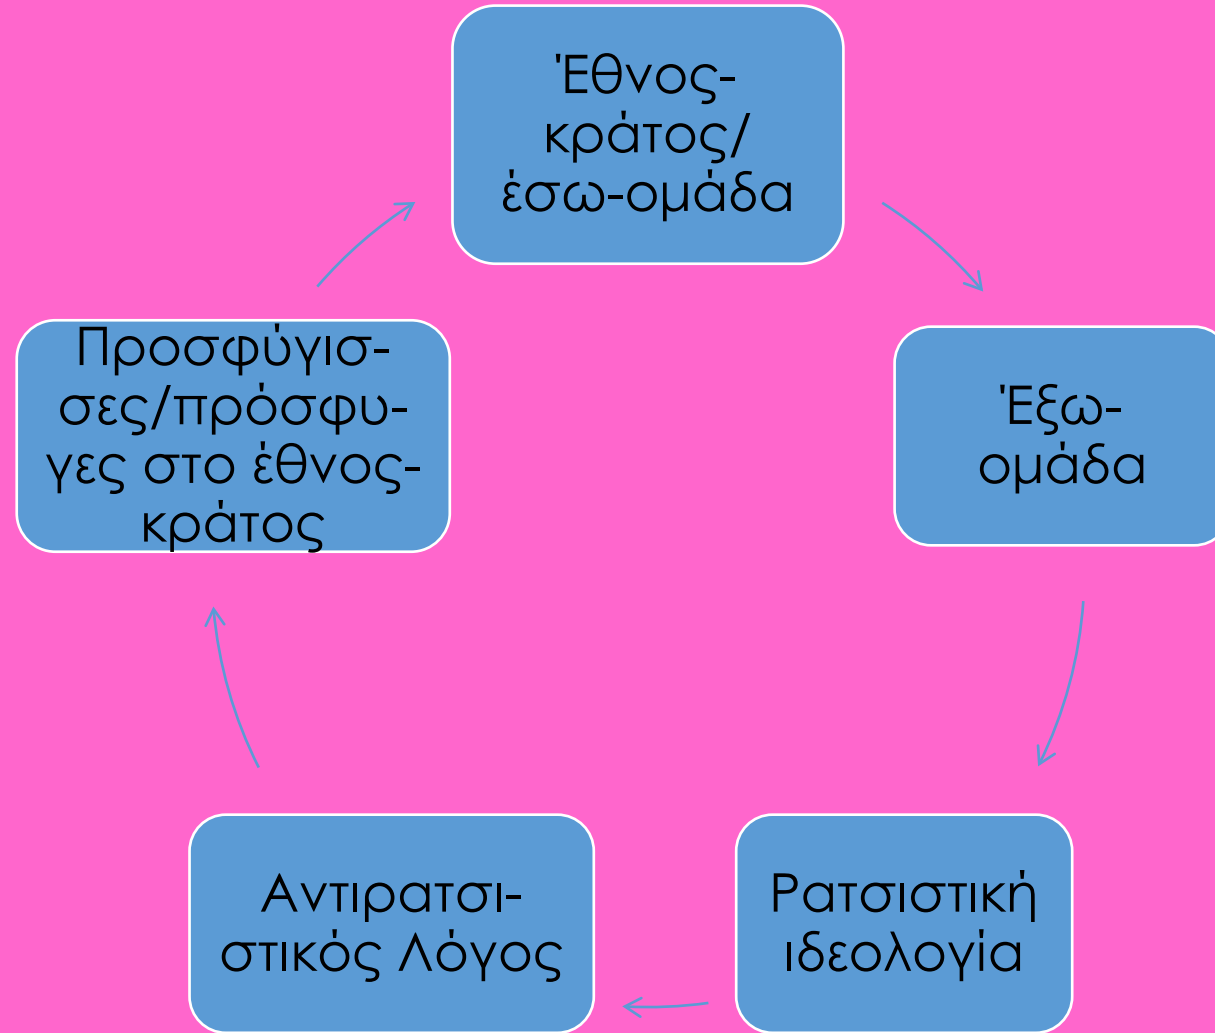 Έθνος-
κράτος/
έσω-ομάδα
Έξω-
ομάδα
Ρατσιστική
ιδεολογία
Αντιρατσι-
στικός Λόγος
Προσφύγισ-
σες/πρόσφυ-
γες στο έθνος-
κράτος